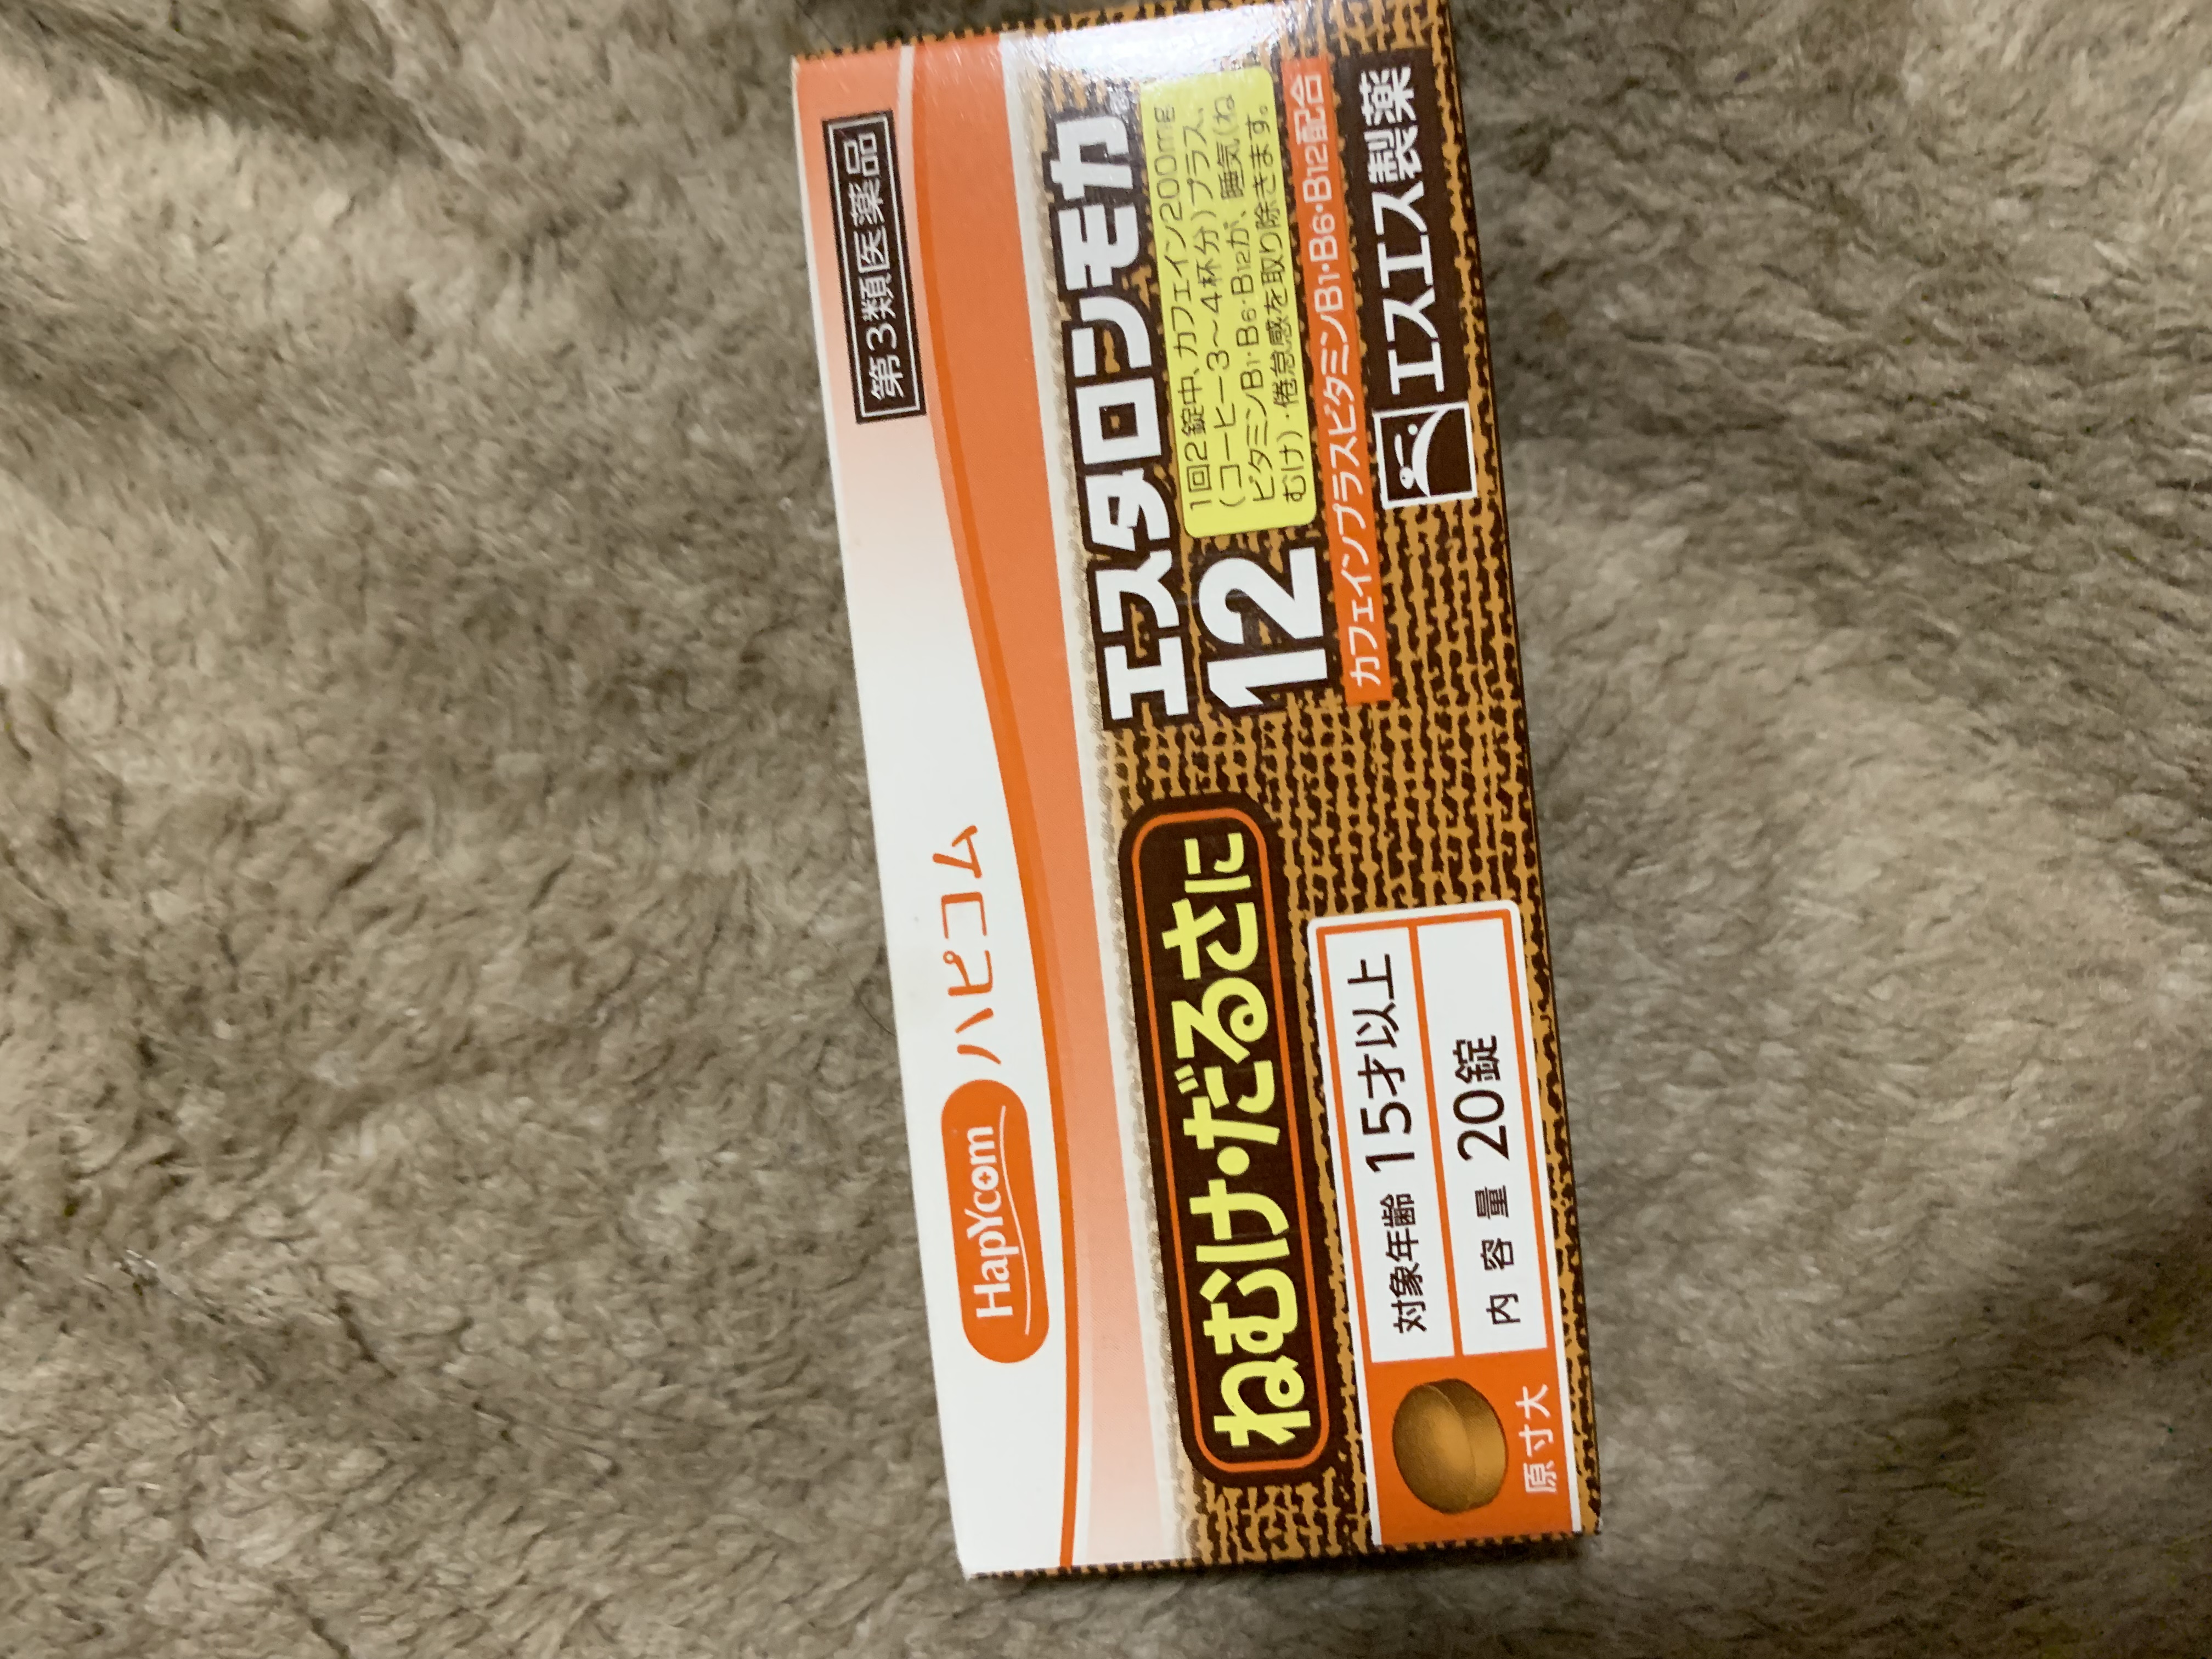 第3類医薬品
HapYcom ハピコム
エスタロンモカ
12
1回2錠中、カフェイン200mg
(コーヒー3〜4杯分)プラス、
ビタミンB1・B6・B12が、睡気(ね
むけ)・倦怠感を取り除きます。
カフェインプラスビタミンB1・B6・B12配合
エスエス製薬
ねむけ・だるさに
対象年齢 15才以上
内容量 20錠
原寸大